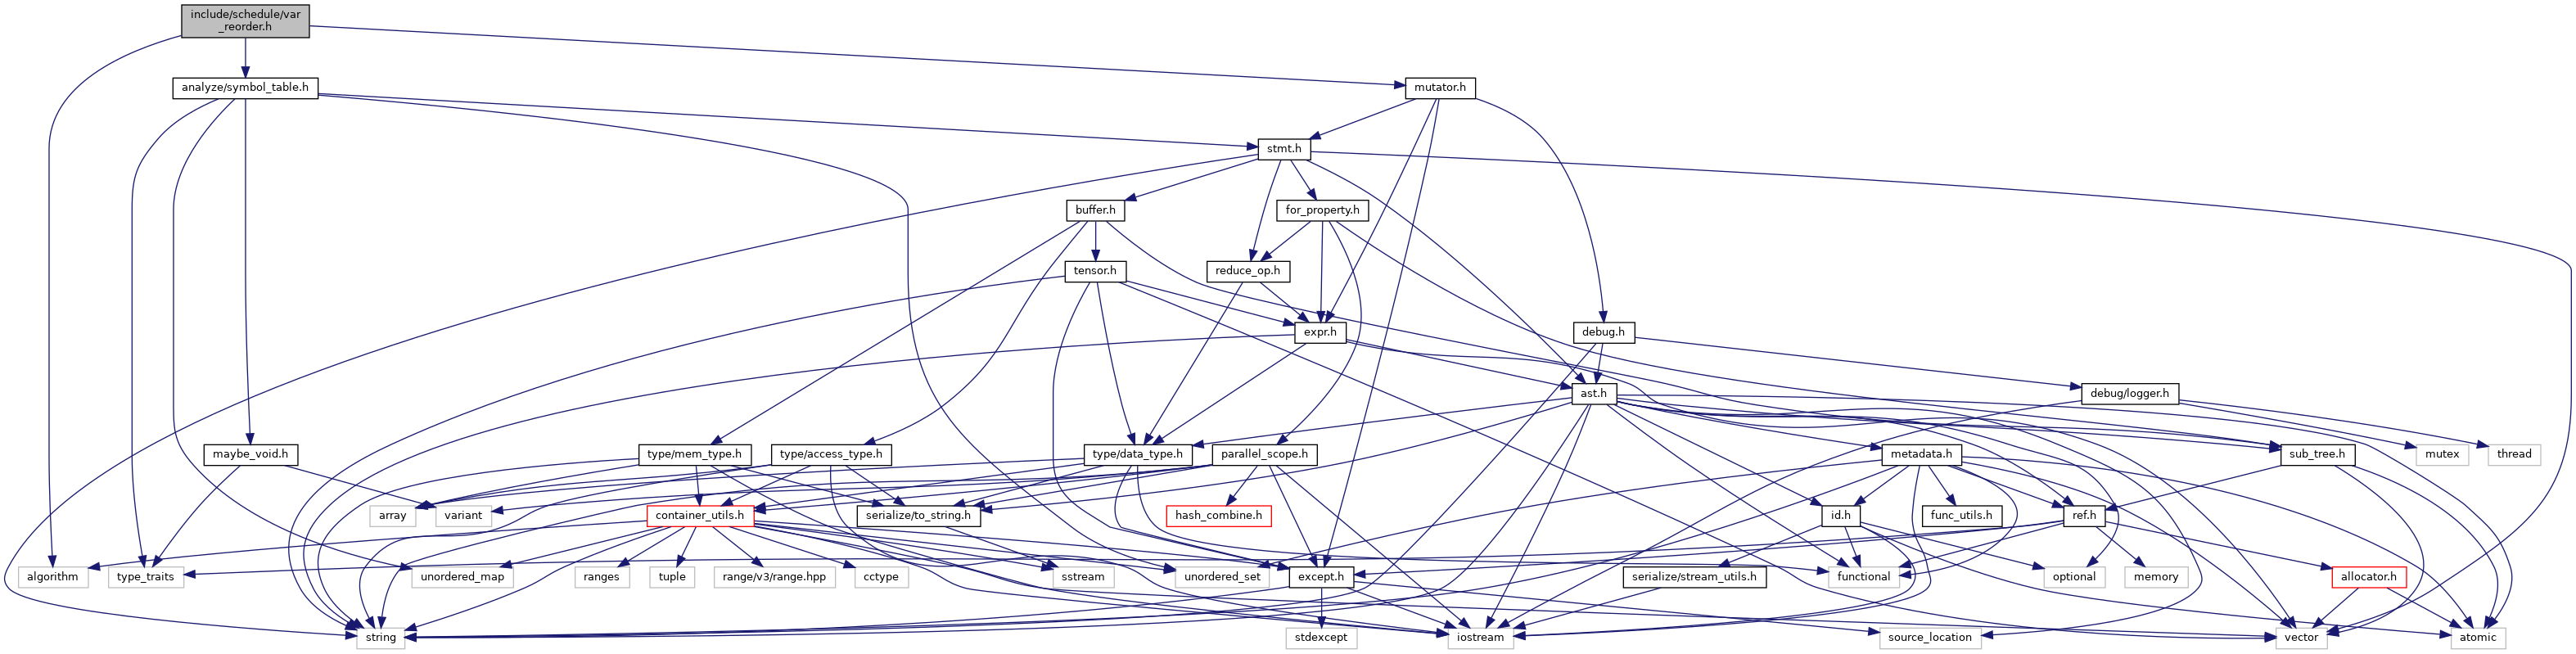 include/schedule/var
_reorder.h
analyze/symbol_table.h
mutator.h
stmt.h
buffer.h
for_property.h
tensor.h
reduce_op.h
expr.h
debug.h
ast.h
debug/logger.h
maybe_void.h
type/mem_type.h
type/access_type.h
type/data_type.h
parallel_scope.h
metadata.h
sub_tree.h
mutex
thread
array
variant
container_utils.h
serialize/to_string.h
hash_combine.h
id.h
func_utils.h
ref.h
algorithm
type_traits
unordered_map
ranges
tuple
range/v3/range.hpp
cctype
sstream
unordered_set
except.h
serialize/stream_utils.h
functional
optional
memory
allocator.h
string
stdexcept
iostream
source_location
vector
atomic